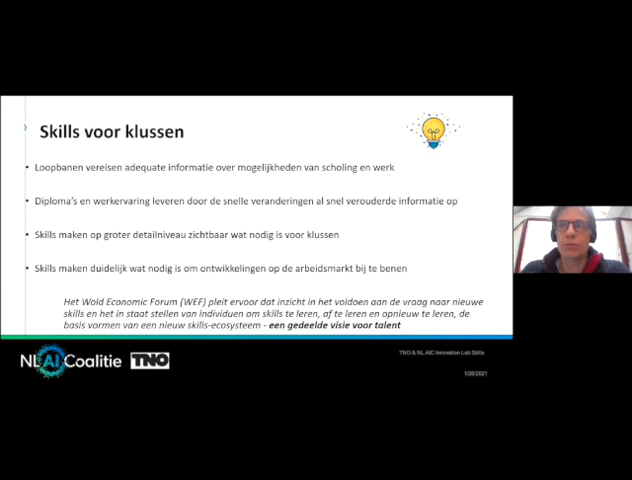 Skills voor klussen
• Loopbanen vereisen adequate informatie over mogelijkheden van scholing en werk
• Diploma's en werkervaring leveren door de snelle veranderingen al snel verouderde informatie op
• Skills maken op groter detailniveau zichtbaar wat nodig is voor klussen
• Skills maken duidelijk wat nodig is om ontwikkelingen op de arbeidsmarkt bij te benen
Het Wold Economic Forum (WEF) pleit ervoor dat inzicht in het voldoen aan de vraag naar nieuwe
skills en het in staat stellen van individuen om skills te leren, af te leren en opnieuw te leren, de
basis vormen van een nieuw skills-ecosysteem - een gedeelde visie voor talent
NL AI Coalitie TNO
TNO & NL AIC Innovation Lab Skills
1/28/2021